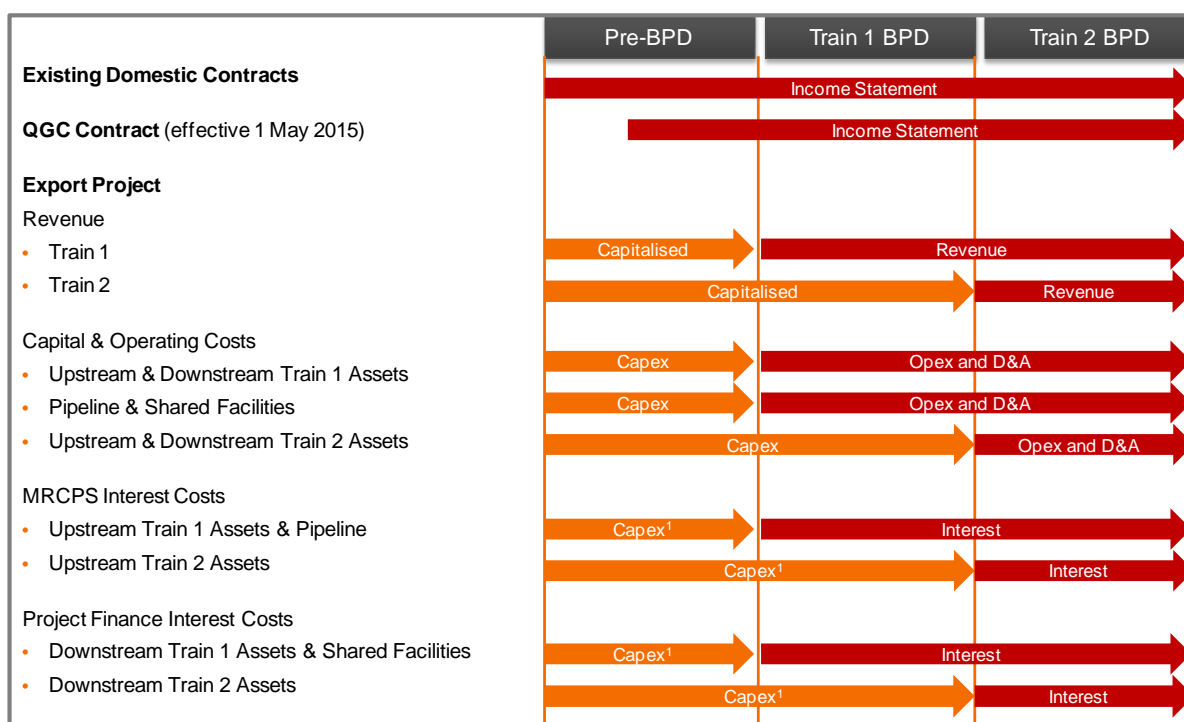 Pre-BPD Train 1 BPD Train 2 BPD
Existing Domestic Contracts
Income Statement
QGC Contract (effective 1 May 2015)
Income Statement
Export Project
Revenue
• Train 1 Capitalised Revenue
• Train 2 Capitalised Revenue
Capital & Operating Costs
• Upstream & Downstream Train 1 Assets Capex Opex and D&A
• Pipeline & Shared Facilities Capex Opex and D&A
• Upstream & Downstream Train 2 Assets Capex Opex and D&A
MRCPS Interest Costs
• Upstream Train 1 Assets & Pipeline Capex¹ Interest
• Upstream Train 2 Assets Capex¹ Interest
Project Finance Interest Costs
• Downstream Train 1 Assets & Shared Facilities Capex¹ Interest
• Downstream Train 2 Assets Capex¹ Interest